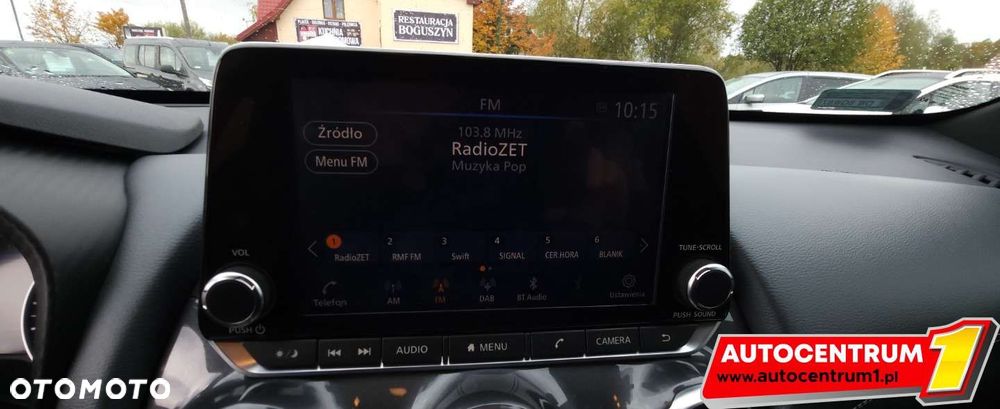 RESTAURACJA
BOGUSZYN
KUCHNIA
FM
10:15
Źródło
103.8 MHz
RadioZET
Menu FM
Muzyka Pop
1 2 3 4 5 6
RadioZET RMF FM Swift SIGNAL CER.HORA BLANIK
VOL
TUNE·SCROLL
Telefon AM FM DAB BT Audio Ustawienia
PUSH
PUSH SOUND
AUDIO MENU CAMERA
OTOMOTO
AUTOCENTRUM 1
www.autocentrum1.pl